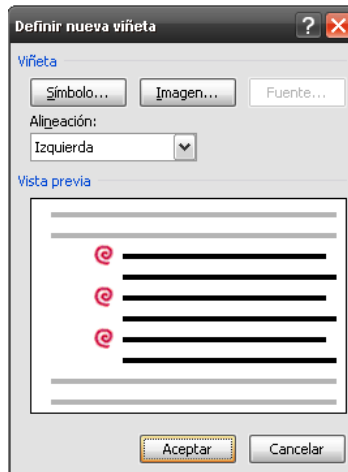 Definir nueva viñeta
Viñeta
Símbolo... Imagen... Fuente...
Alineación:
Izquierda
Vista previa
Aceptar Cancelar